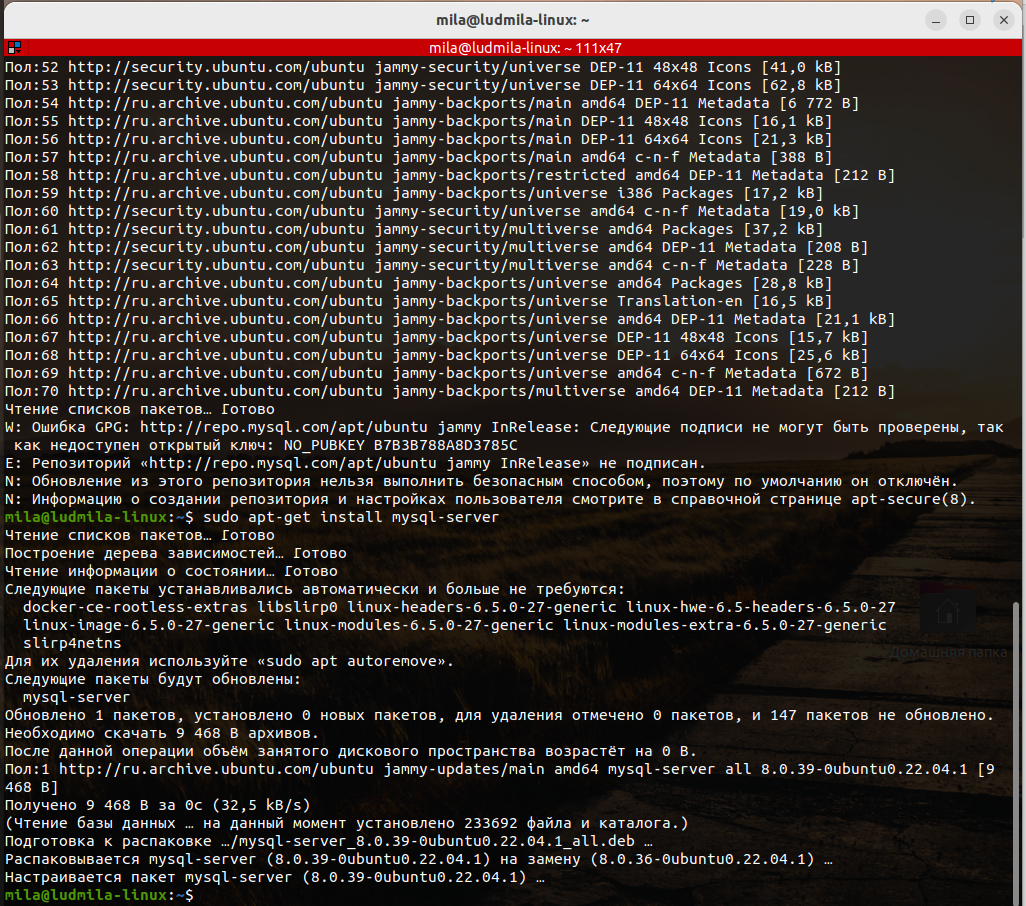 mila@ludmila-linux: ~
mila@ludmila-linux: ~ 111x47
Пол:52 http://security.ubuntu.com/ubuntu jammy-security/universe DEP-11 48x48 Icons [41,0 kB]
Пол:53 http://security.ubuntu.com/ubuntu jammy-security/universe DEP-11 64x64 Icons [62,8 kB]
Пол:54 http://ru.archive.ubuntu.com/ubuntu jammy-backports/main amd64 DEP-11 Metadata [6 772 B]
Пол:55 http://ru.archive.ubuntu.com/ubuntu jammy-backports/main DEP-11 48x48 Icons [16,1 kB]
Пол:56 http://ru.archive.ubuntu.com/ubuntu jammy-backports/main DEP-11 64x64 Icons [21,3 kB]
Пол:57 http://ru.archive.ubuntu.com/ubuntu jammy-backports/main amd64 c-n-f Metadata [388 B]
Пол:58 http://ru.archive.ubuntu.com/ubuntu jammy-backports/restricted amd64 DEP-11 Metadata [212 B]
Пол:59 http://ru.archive.ubuntu.com/ubuntu jammy-backports/universe i386 Packages [17,2 kB]
Пол:60 http://security.ubuntu.com/ubuntu jammy-security/universe amd64 c-n-f Metadata [19,0 kB]
Пол:61 http://security.ubuntu.com/ubuntu jammy-security/multiverse amd64 Packages [37,2 kB]
Пол:62 http://security.ubuntu.com/ubuntu jammy-security/multiverse amd64 DEP-11 Metadata [208 B]
Пол:63 http://security.ubuntu.com/ubuntu jammy-security/multiverse amd64 c-n-f Metadata [228 B]
Пол:64 http://ru.archive.ubuntu.com/ubuntu jammy-backports/universe amd64 Packages [28,8 kB]
Пол:65 http://ru.archive.ubuntu.com/ubuntu jammy-backports/universe Translation-en [16,5 kB]
Пол:66 http://ru.archive.ubuntu.com/ubuntu jammy-backports/universe amd64 DEP-11 Metadata [21,1 kB]
Пол:67 http://ru.archive.ubuntu.com/ubuntu jammy-backports/universe DEP-11 48x48 Icons [15,7 kB]
Пол:68 http://ru.archive.ubuntu.com/ubuntu jammy-backports/universe DEP-11 64x64 Icons [25,6 kB]
Пол:69 http://ru.archive.ubuntu.com/ubuntu jammy-backports/universe amd64 c-n-f Metadata [672 B]
Пол:70 http://ru.archive.ubuntu.com/ubuntu jammy-backports/multiverse amd64 DEP-11 Metadata [212 B]
Чтение списков пакетов… Готово
W: Ошибка GPG: http://repo.mysql.com/apt/ubuntu jammy InRelease: Следующие подписи не могут быть проверены, так
как недоступен открытый ключ: NO_PUBKEY B7B3B788A8D3785C
E: Репозиторий «http://repo.mysql.com/apt/ubuntu jammy InRelease» не подписан.
N: Обновление из этого репозитория нельзя выполнить безопасным способом, поэтому по умолчанию он отключён.
N: Информацию о создании репозитория и настройках пользователя смотрите в справочной странице apt-secure(8).
mila@ludmila-linux:~$ sudo apt-get install mysql-server
Чтение списков пакетов… Готово
Построение дерева зависимостей… Готово
Чтение информации о состоянии… Готово
Следующие пакеты устанавливались автоматически и больше не требуются:
docker-ce-rootless-extras libslirp0 linux-headers-6.5.0-27-generic linux-hwe-6.5-headers-6.5.0-27
linux-image-6.5.0-27-generic linux-modules-6.5.0-27-generic linux-modules-extra-6.5.0-27-generic
slirp4netns
Домашняя папка
Для их удаления используйте «sudo apt autoremove».
Следующие пакеты будут обновлены:
mysql-server
Обновлено 1 пакетов, установлено 0 новых пакетов, для удаления отмечено 0 пакетов, и 147 пакетов не обновлено.
Необходимо скачать 9 468 B архивов.
После данной операции объём занятого дискового пространства возрастёт на 0 B.
Пол:1 http://ru.archive.ubuntu.com/ubuntu jammy-updates/main amd64 mysql-server all 8.0.39-0ubuntu0.22.04.1 [9
468 B]
Получено 9 468 B за 0с (32,5 kB/s)
(Чтение базы данных … на данный момент установлено 233692 файла и каталога.)
Подготовка к распаковке …/mysql-server_8.0.39-0ubuntu0.22.04.1_all.deb …
Распаковывается mysql-server (8.0.39-0ubuntu0.22.04.1) на замену (8.0.36-0ubuntu0.22.04.1) …
Настраивается пакет mysql-server (8.0.39-0ubuntu0.22.04.1) …
mila@ludmila-linux:~$